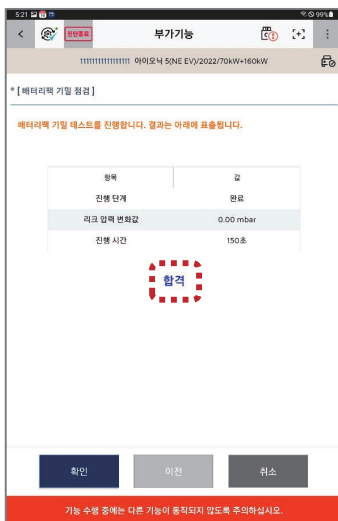 5:21 99%
진단종료 부가기능
11111111111111111 아이오닉 5(NE EV)/2022/70kW+160kW
* [ 배터리팩 기밀 점검 ]
배터리팩 기밀 테스트를 진행합니다. 결과는 아래에 표출됩니다.
항목 값
진행 단계 완료
리크 압력 변화값 0.00 mbar
진행 시간 150초
합격
확인 이전 취소
기능 수행 중에는 다른 기능이 동작되지 않도록 주의하십시오.